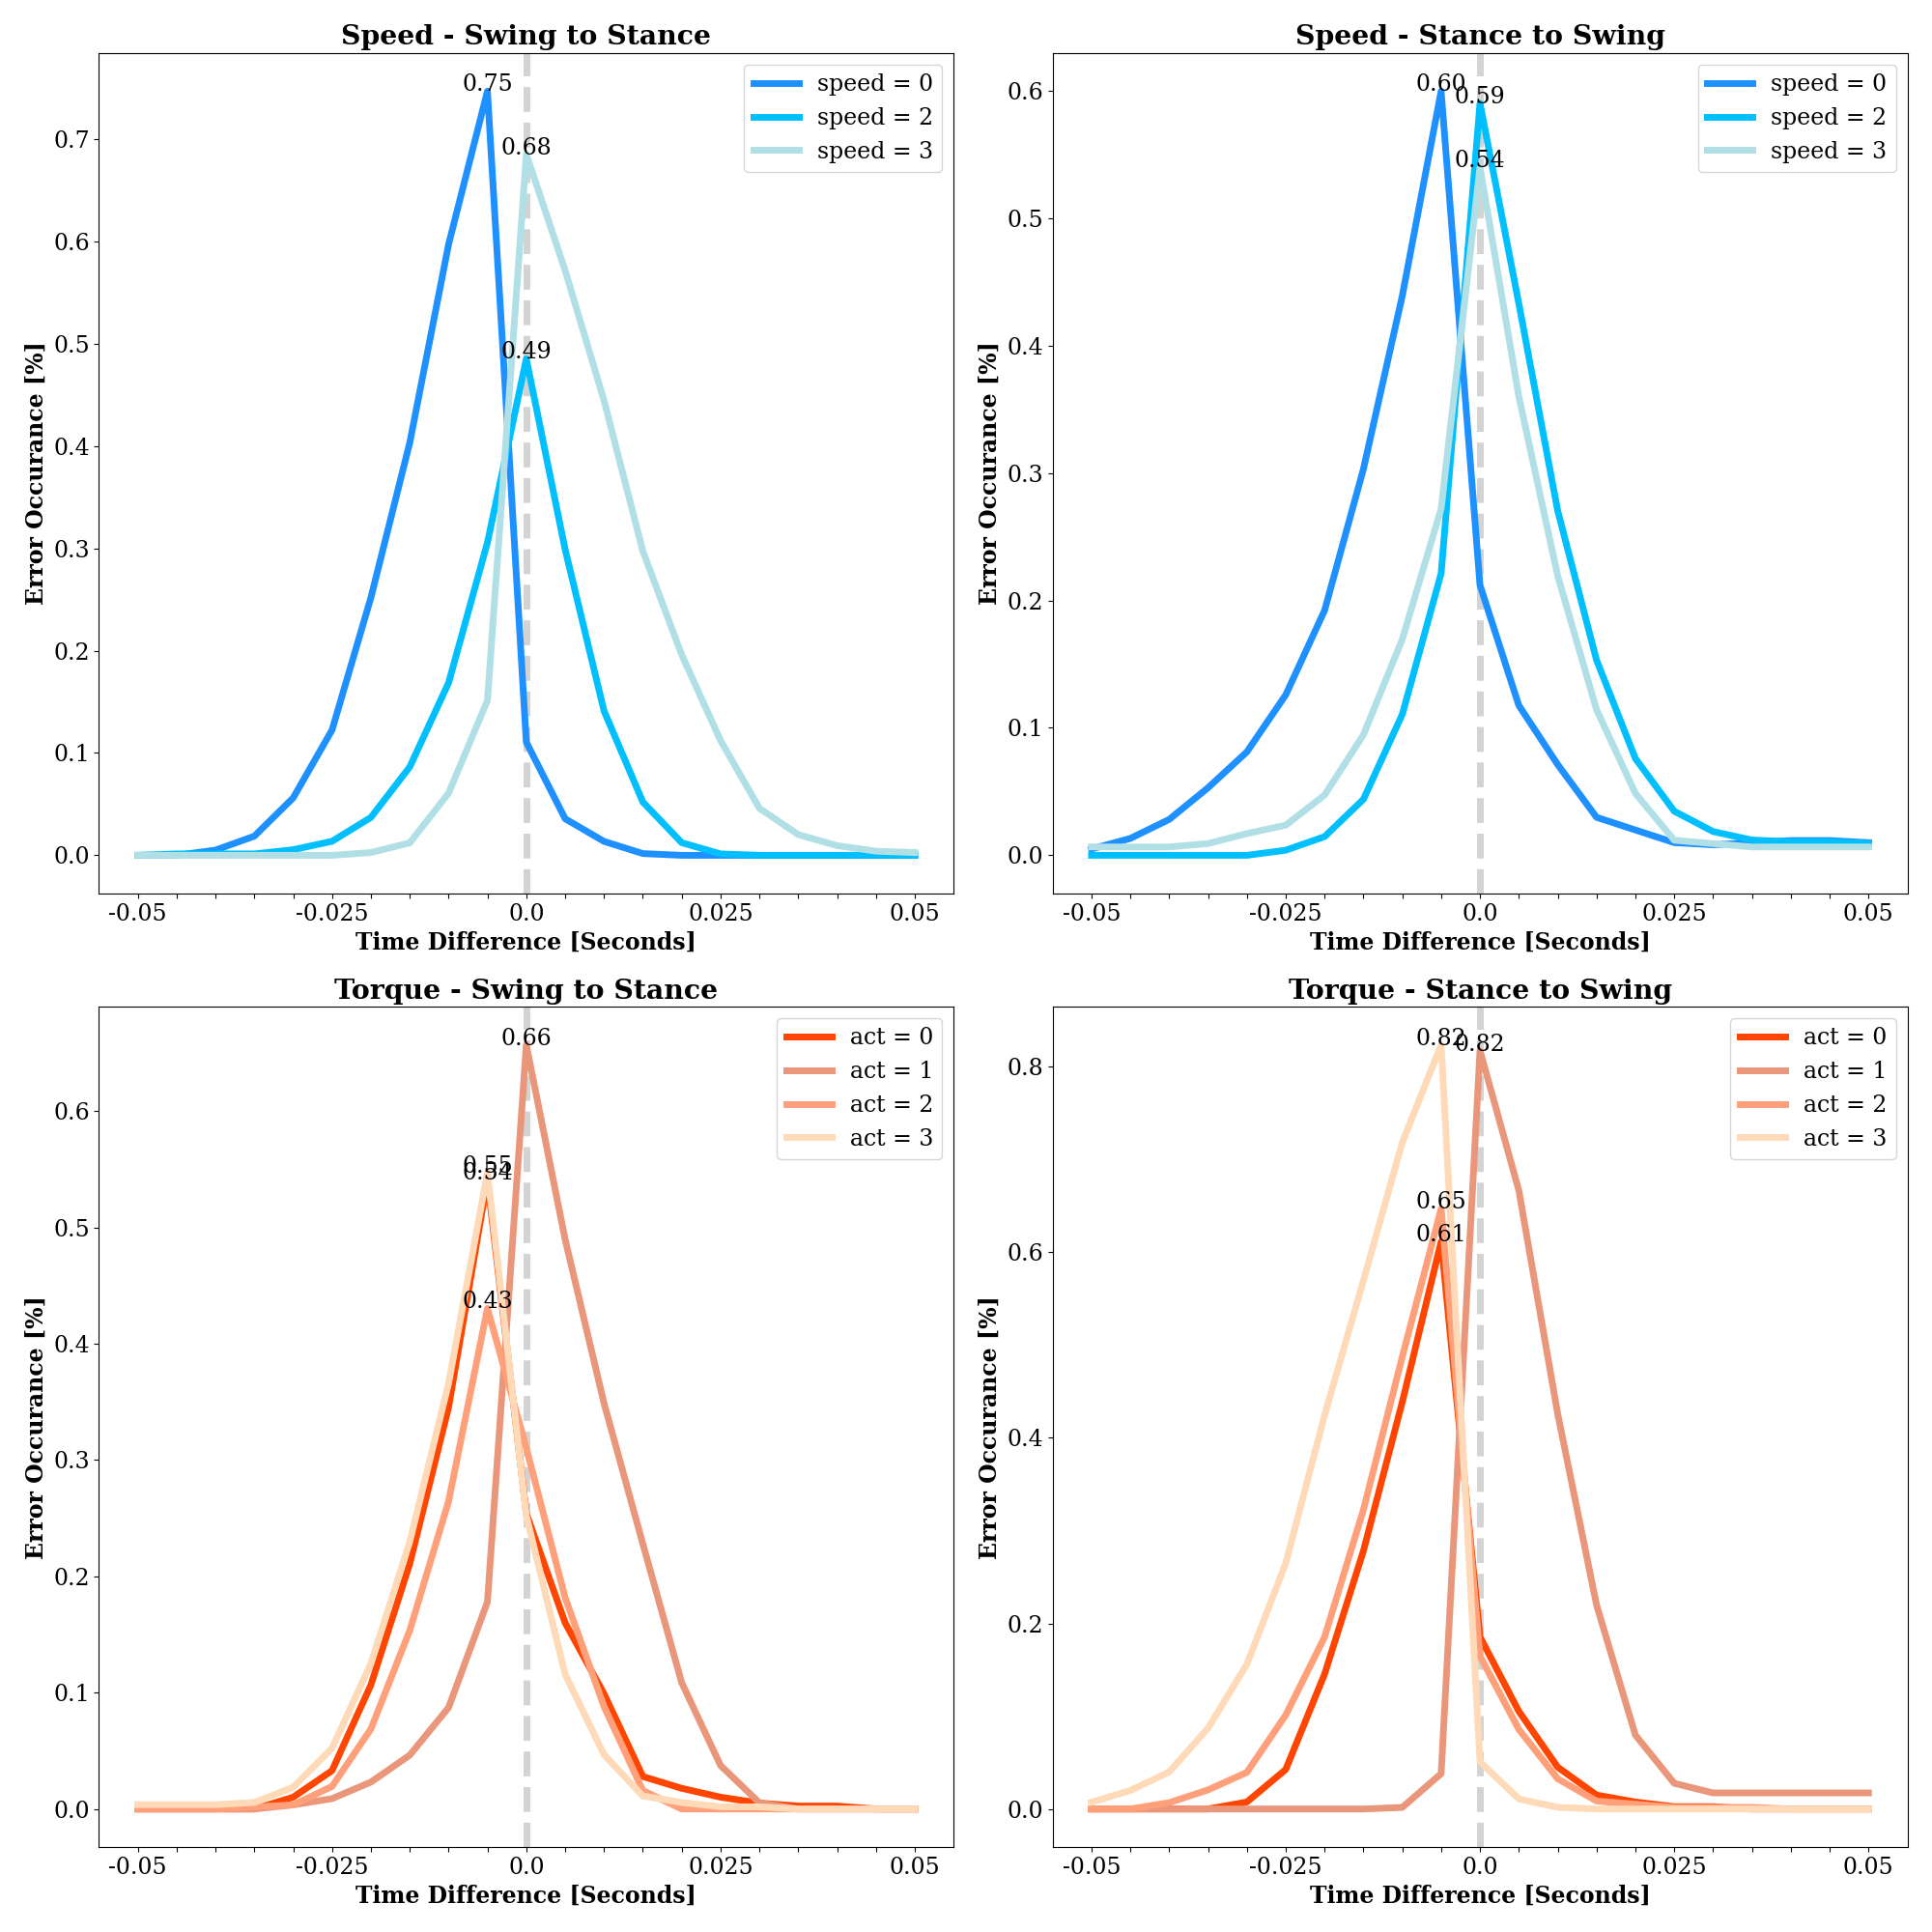 Speed - Swing to Stance
0.75
0.68
0.49
speed = 0
speed = 2
speed = 3
0.7
0.6
0.5
0.4
0.3
0.2
0.1
0.0
Error Occurance [%]
-0.05 -0.025 0.0 0.025 0.05
Time Difference [Seconds]
Speed - Stance to Swing
0.60
0.59
0.54
speed = 0
speed = 2
speed = 3
0.6
0.5
0.4
0.3
0.2
0.1
0.0
Error Occurance [%]
-0.05 -0.025 0.0 0.025 0.05
Time Difference [Seconds]
Torque - Swing to Stance
0.66
0.55
0.54
0.43
act = 0
act = 1
act = 2
act = 3
0.6
0.5
0.4
0.3
0.2
0.1
0.0
Error Occurance [%]
-0.05 -0.025 0.0 0.025 0.05
Time Difference [Seconds]
Torque - Stance to Swing
0.82
0.82
0.65
0.61
act = 0
act = 1
act = 2
act = 3
0.8
0.6
0.4
0.2
0.0
Error Occurance [%]
-0.05 -0.025 0.0 0.025 0.05
Time Difference [Seconds]